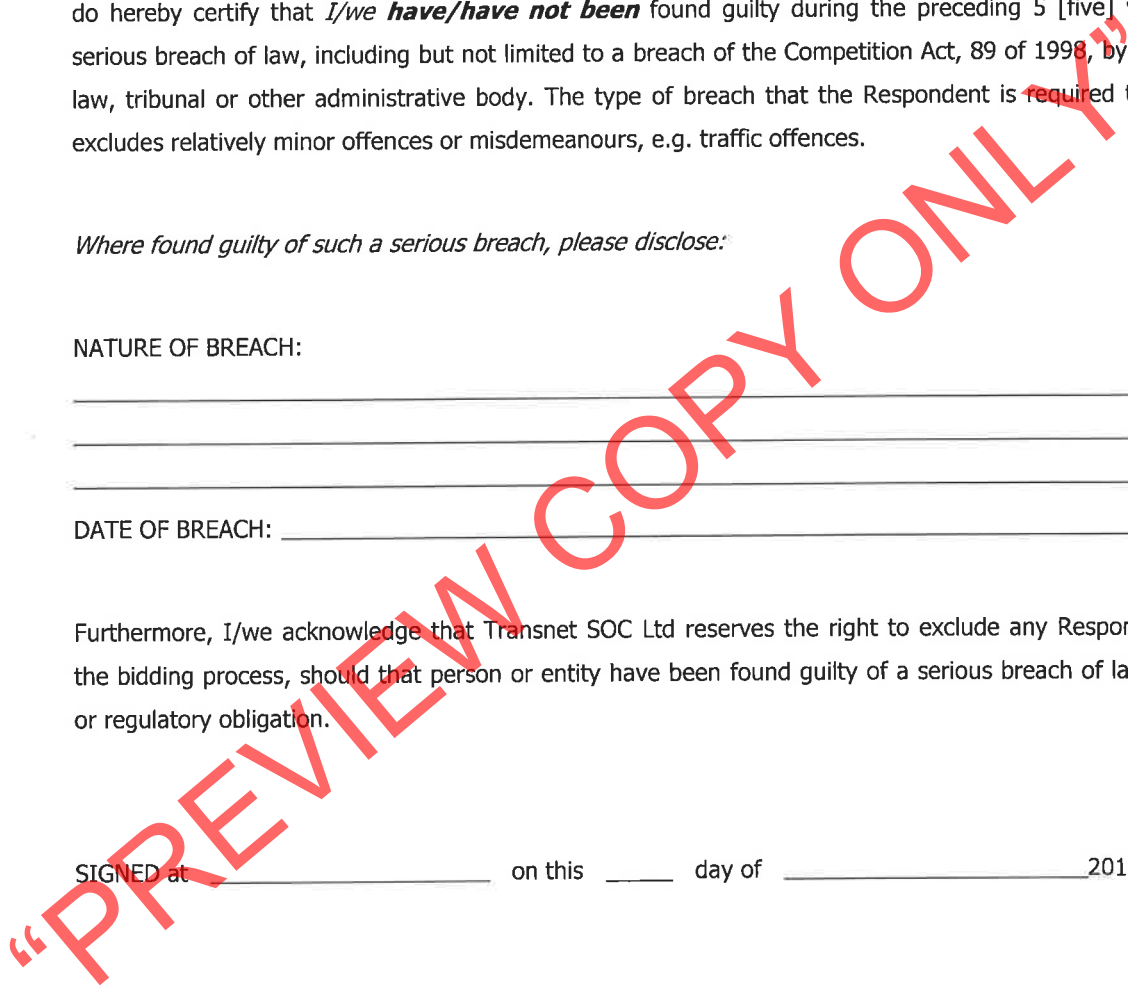 do hereby certify that I/we have/have not been found guilty during the preceding 5 [five]
serious breach of law, including but not limited to a breach of the Competition Act, 89 of 1998, by
law, tribunal or other administrative body. The type of breach that the Respondent is required
excludes relatively minor offences or misdemeanours, e.g. traffic offences.
Where found guilty of such a serious breach, please disclose:
NATURE OF BREACH:
DATE OF BREACH:
Furthermore, I/we acknowledge that Transnet SOC Ltd reserves the right to exclude any Respon
the bidding process, should that person or entity have been found guilty of a serious breach of la
or regulatory obligation.
SIGNED at on this day of 201
“PREVIEW COPY ONLY”